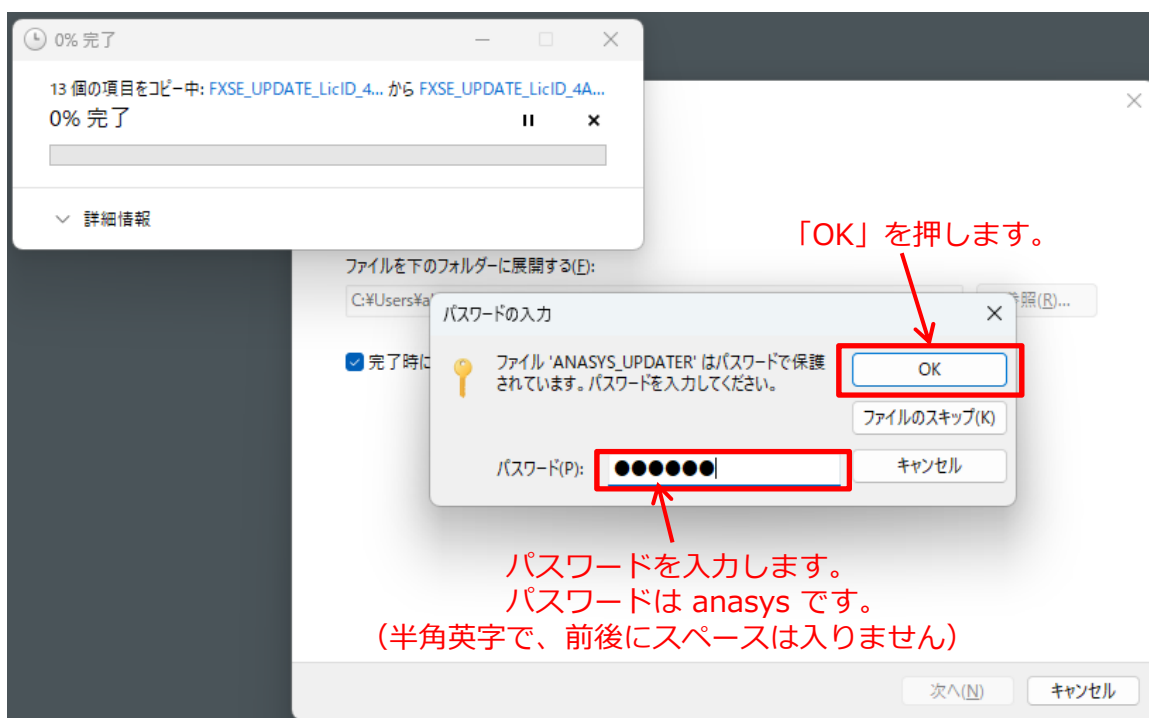 0% 完了
13 個の項目をコピー中: FXSE_UPDATE_LicID_4... から FXSE_UPDATE_LicID_4A...
0% 完了
詳細情報
「OK」を押します。
ファイルを下のフォルダーに展開する(F):
C:¥Users¥a
照(R)...
パスワードの入力
完了時に
ファイル 'ANASYS_UPDATER' はパスワードで保護
されています。パスワードを入力してください。
OK
ファイルのスキップ(K)
パスワード(P): ●●●●●●
キャンセル
パスワードを入力します。
パスワードは anasys です。
（半角英字で、前後にスペースは入りません）
次へ(N)
キャンセル